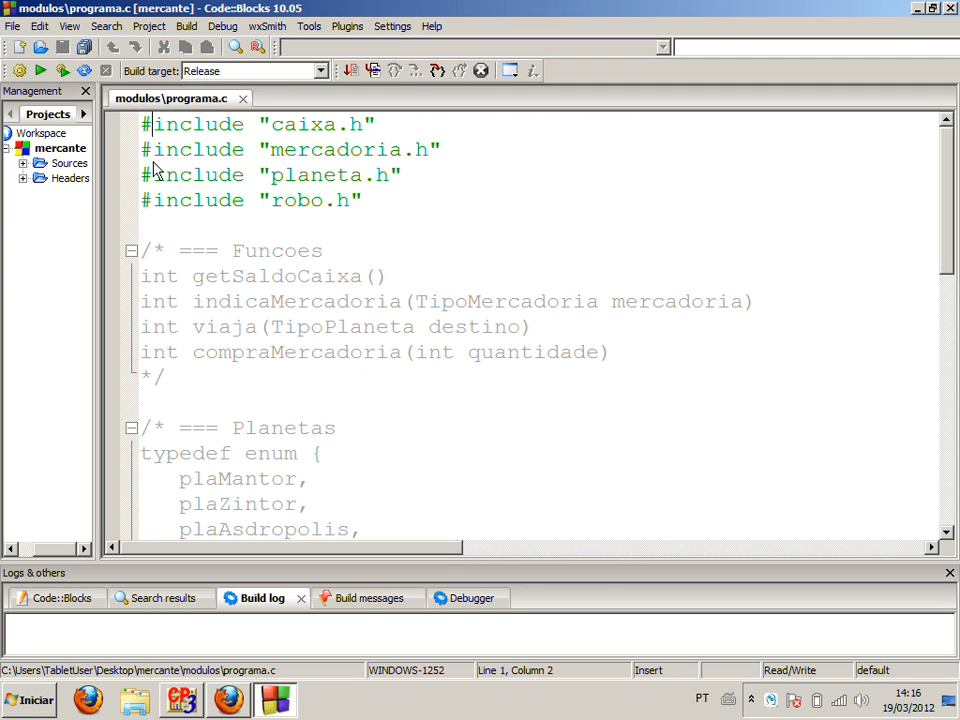 modulos\programa.c [mercante] - Code::Blocks 10.05
File Edit View Search Project Build Debug wxSmith Tools Plugins Settings Help
Build target: Release
Management
modulos\programa.c
Projects
Workspace
mercante
Sources
Headers
#include "caixa.h"
#include "mercadoria.h"
#include "planeta.h"
#include "robo.h"
/* === Funcoes
int getSaldoCaixa()
int indicaMercadoria(TipoMercadoria mercadoria)
int viaja(TipoPlaneta destino)
int compraMercadoria(int quantidade)
*/
/* === Planetas
typedef enum {
plaMantor,
plaZintor,
plaAsdropolis,
Logs & others
Code::Blocks Search results Build log Build messages Debugger
C:\Users\TabletUser\Desktop\mercante\modulos\programa.c WINDOWS-1252 Line 1, Column 2 Insert Read/Write default
Iniciar PT 14:16
19/03/2012